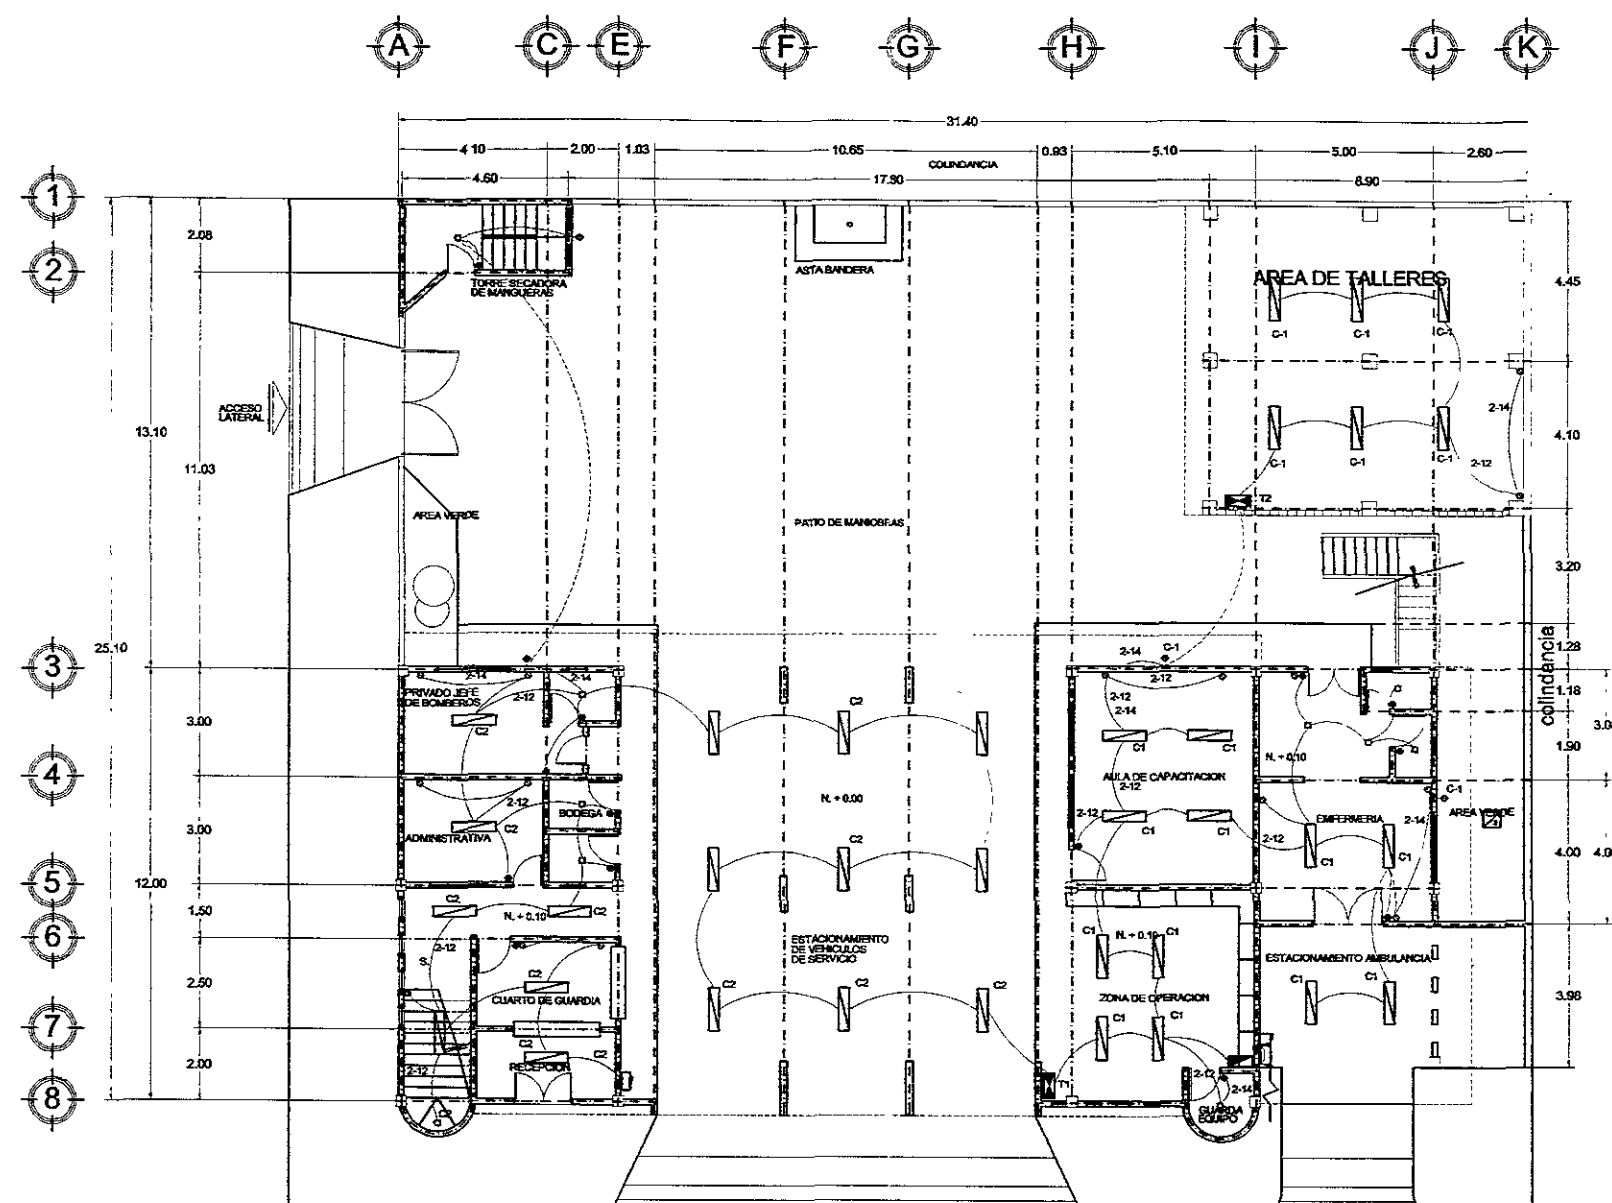 A C E F G H I J K
31.40
4.10 2.00 1.03 10.65 0.93 5.10 5.00 2.60
COLINDANCIA
4.60 17.80 8.90
1
2.08
2
ASTA BANDERA
TORRE SECADORA
DE MANGUERAS
AREA DE TALLERES
4.45
C-1 C-1 C-1
ACCESO
LATERAL
13.10
11.03
2-14
4.10
C-1 C-1 C-1
2-12
T2
AREA VERDE
PATIO DE MANIOBRAS
3.20
25.10
3
2-14 C-1
1.28
colindancia
2-14 2-14
2-12
PRIVADO JEFE
DE BOMBEROS
2-12
2-12
2-14
1.18
3.00
C2
C2
C1 C1
1.90
N. + 0.10
4
AULA DE CAPACITACION
2-12
N. + 0.00
2-12
BODEGA
C-1
AREA VERDE
3.00
C2
ADMINISTRATIVA
C2
2-12
C1 C1
2-12
EMFERMERIA
2-14
C1 C1
4.00
5
12.00
1.50
C2 C2
N. + 0.10
6
2-12
S.
ESTACIONAMIENTO
DE VEHICULOS
DE SERVICIO
C1 C1
N. + 0.10
ESTACIONAMIENTO AMBULANCIA
2.50
C2
CUARTO DE GUARDIA
C2 C2 C2
ZONA DE OPERACION
C1 C1
3.98
7
C1 C1
2.00
C2 C2
RECEPCION
2-12
T1
2-12
2-14
8
GUARDA
EQUIPO